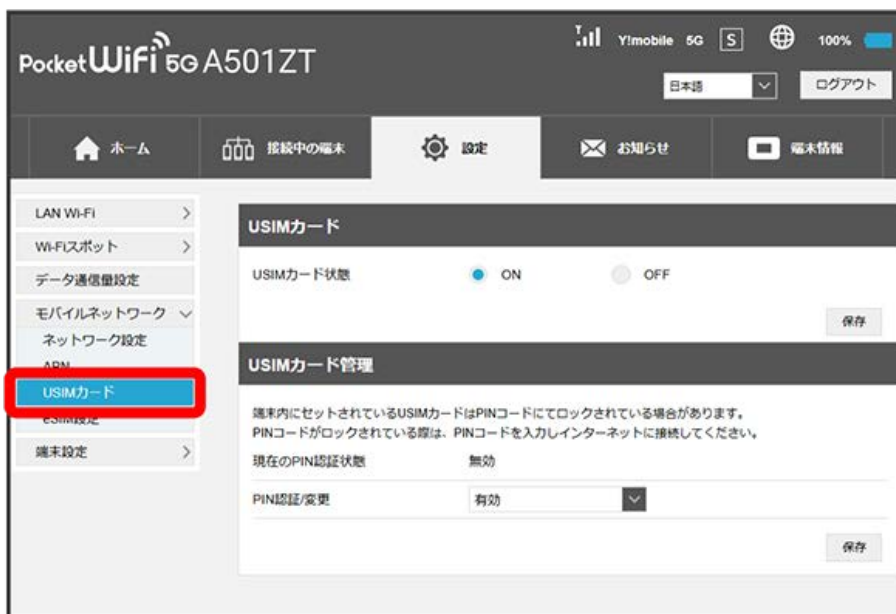 PocketWiFi 5G A501ZT
Y!mobile 5G S 100%
日本語 ログアウト
ホーム 接続中の端末 設定 お知らせ 端末情報
LAN Wi-Fi
Wi-Fiスポット
データ通信量設定
モバイルネットワーク
ネットワーク設定
APN
USIMカード
eSIM設定
端末設定
USIMカード
USIMカード状態 ON OFF
保存
USIMカード管理
端末内にセットされているUSIMカードはPINコードにてロックされている場合があります。
PINコードがロックされている際は、PINコードを入力しインターネットに接続してください。
現在のPIN認証状態 無効
PIN認証/変更 有効
保存